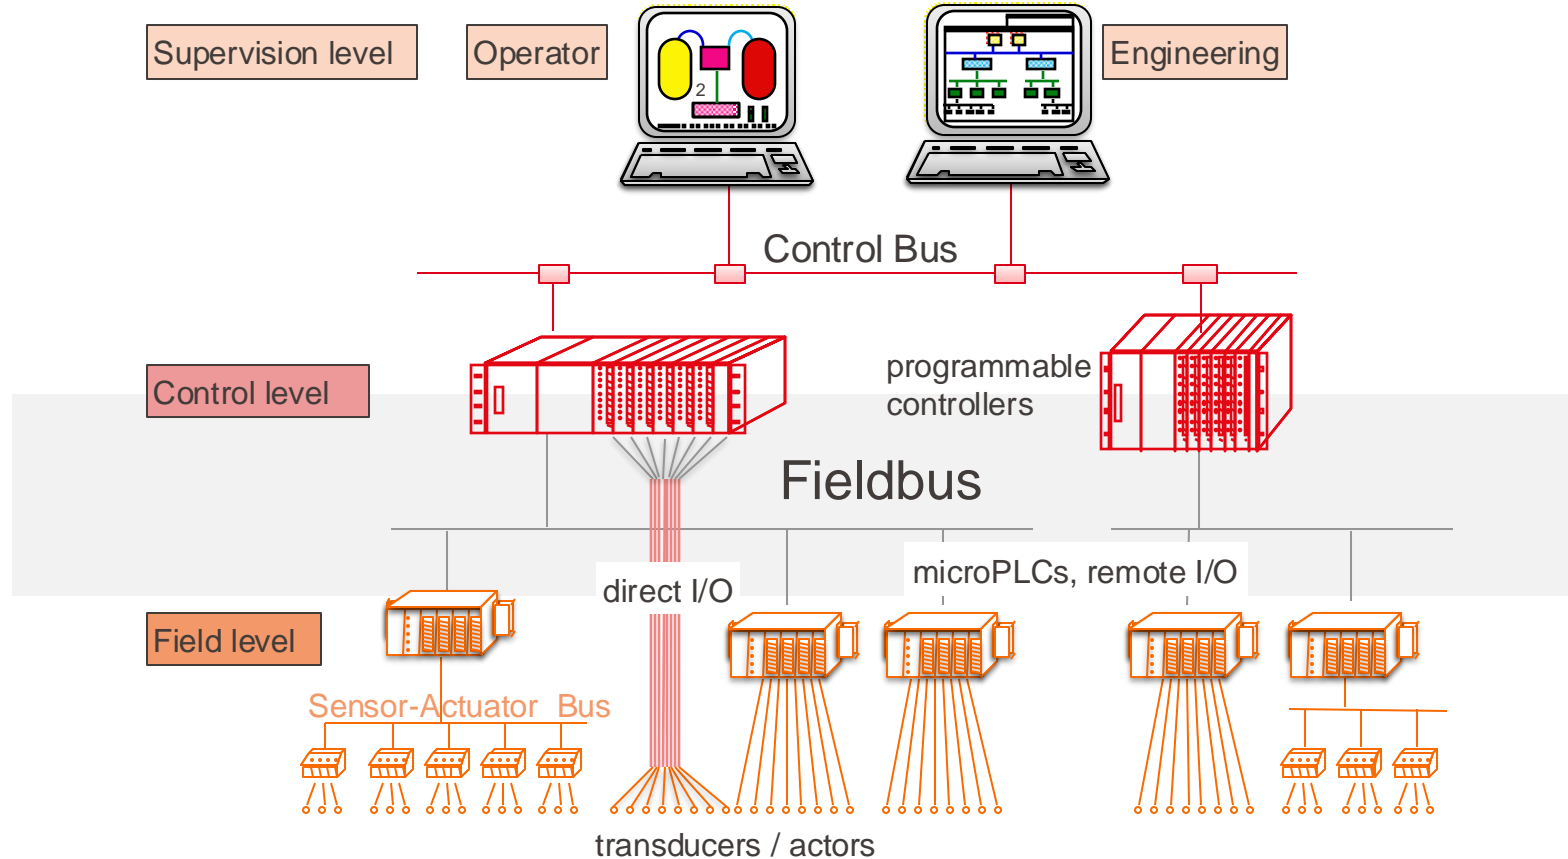 Supervision level
Operator
Engineering
2
Control Bus
programmable
controllers
Control level
Fieldbus
direct I/O
microPLCs, remote I/O
Field level
Sensor-Actuator Bus
transducers / actors